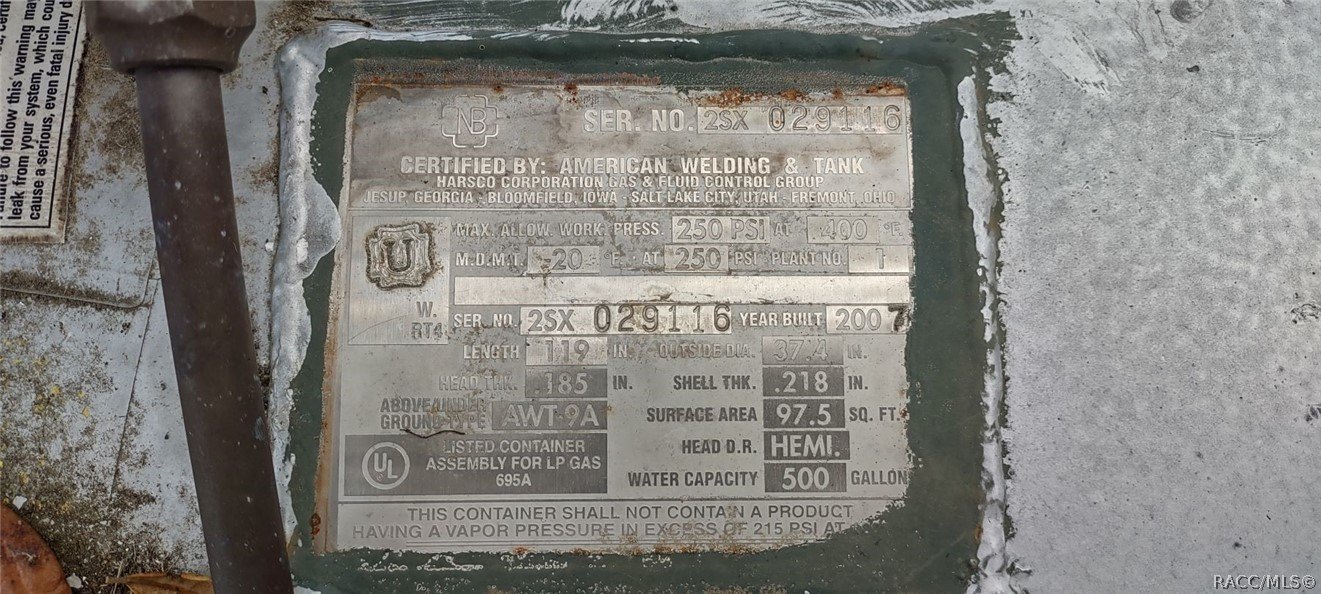 Failure to follow this warning may
leak from your system, which cou
cause a serious, even fatal injury
NB
SER. NO. 2SX 029116
CERTIFIED BY: AMERICAN WELDING & TANK
HARSCO CORPORATION GAS & FLUID CONTROL GROUP
JESUP, GEORGIA - BLOOMFIELD, IOWA - SALT LAKE CITY, UTAH - FREMONT, OHIO
U
MAX. ALLOW. WORK. PRESS. 250 PSI AT 400 °F.
M.D.M.T. -20 °F. AT 250 PSI PLANT NO. 1
W.
RT4
SER. NO. 2SX 029116 YEAR BUILT 2007
LENGTH 119 IN. OUTSIDE DIA. 37.4 IN.
HEAD THK. .185 IN. SHELL THK. .218 IN.
ABOVE/UNDER
GROUND TYPE AWT-9A SURFACE AREA 97.5 SQ. FT.
HEAD D.R. HEMI.
UL
LISTED CONTAINER
ASSEMBLY FOR LP GAS
695A
WATER CAPACITY 500 GALLON
THIS CONTAINER SHALL NOT CONTAIN A PRODUCT
HAVING A VAPOR PRESSURE IN EXCESS OF 215 PSI AT
RACC/MLS©